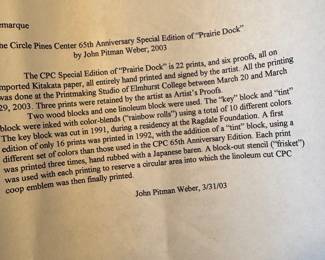 emarque
he Circle Pines Center 65th Anniversary Special Edition of "Prairie Dock"
by John Pitman Weber, 2003
The CPC Special Edition of "Prairie Dock" is 22 prints, and six proofs, all on
mported Kitakata paper, all entirely hand printed and signed by the artist. All the printing
was done at the Printmaking Studio of Elmhurst College between March 20 and March
29, 2003. Three prints were retained by the artist as Artist's Proofs.
Two wood blocks and one linoleum block were used. The "key" block and "tint"
block were inked with color-blends ("rainbow rolls") using a total of 10 different colors.
The key block was cut in 1991, during a residency at the Ragdale Foundation. A first
edition of only 16 prints was printed in 1992, with the addition of a "tint" block, using a
different set of colors than those used in the CPC 65th Anniversary Edition. Each print
was printed three times, hand rubbed with a Japanese baren. A block-out stencil ("frisket")
was used with each printing to reserve a circular area into which the linoleum cut CPC
coop emblem was then finally printed.
John Pitman Weber, 3/31/03